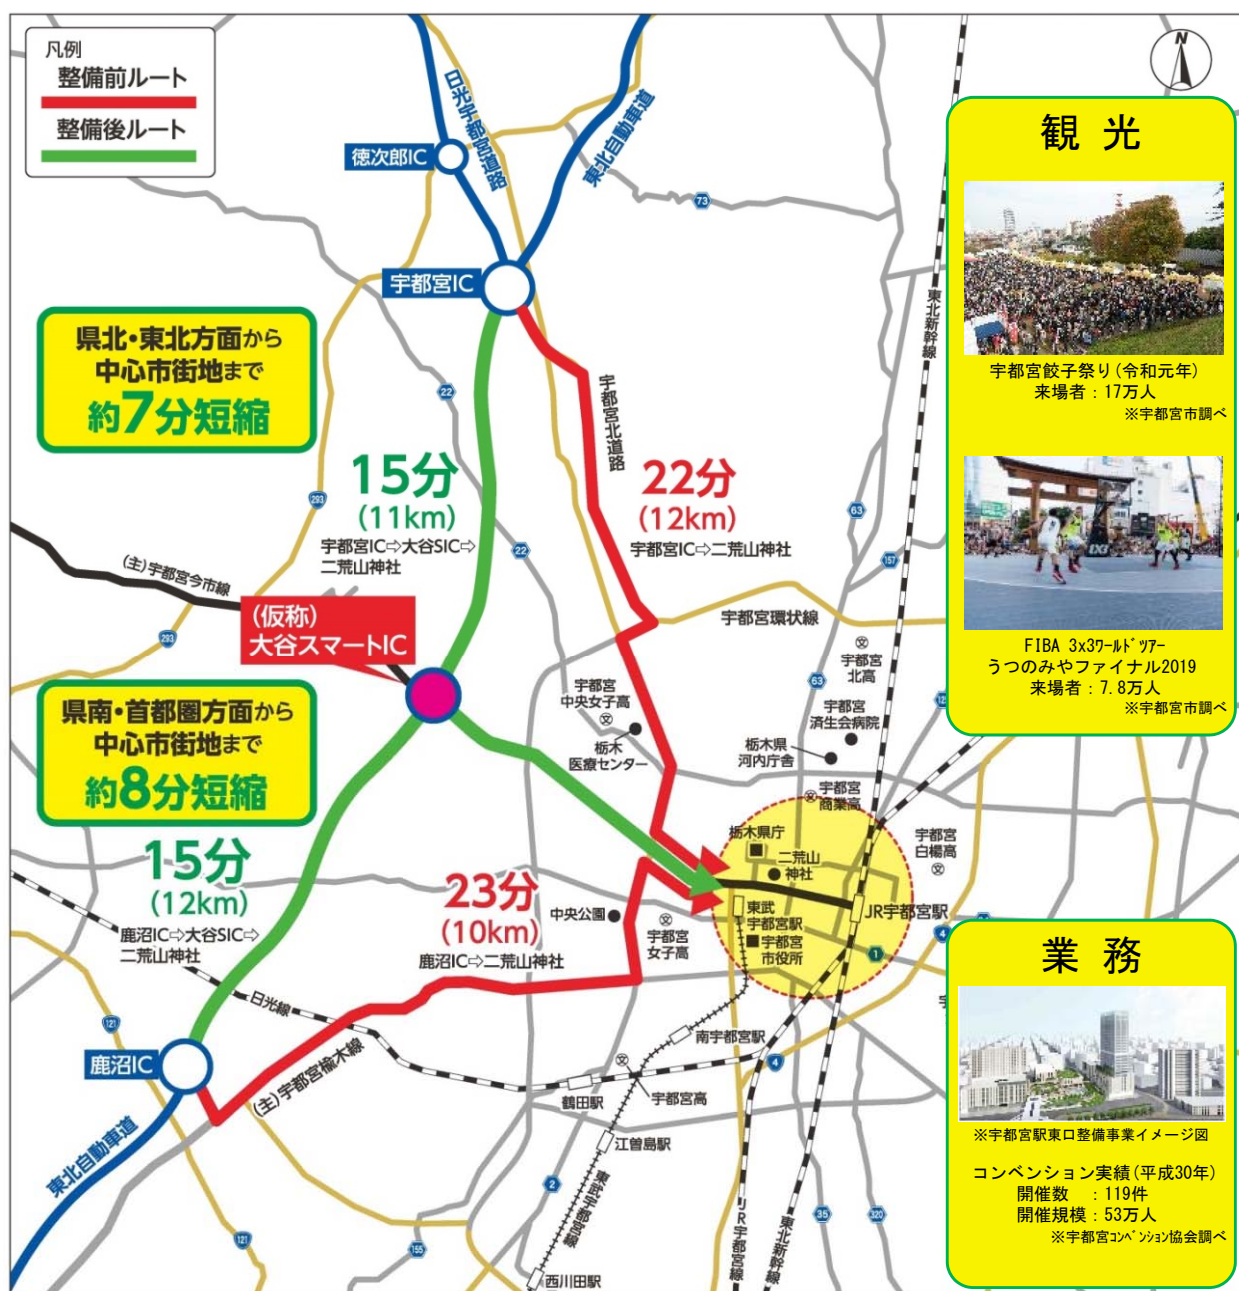 凡例
整備前ルート
整備後ルート
N
日光宇都宮道路
東北自動車道
徳次郎IC
宇都宮IC
73
県北・東北方面から
中心市街地まで
約7分短縮
22
宇都宮北道路
東北新幹線
293
15分
(11km)
宇都宮IC⇨大谷SIC⇨
二荒山神社
22分
(12km)
宇都宮IC⇨二荒山神社
63
22
157
(主)宇都宮今市線
(仮称)
大谷スマートIC
293
宇都宮環状線
文
宇都宮
北高
63
宇都宮
中央女子高
文
栃木
医療センター
宇都宮
済生会病院
栃木県
河内庁舎
文
宇都宮
商業高
県南・首都圏方面から
中心市街地まで
約8分短縮
15分
(12km)
鹿沼IC⇨大谷SIC⇨
二荒山神社
23分
(10km)
鹿沼IC⇨二荒山神社
中央公園
文
宇都宮
女子高
栃木県庁
二荒山
神社
宇都宮
白楊高
文
東武
宇都宮駅
宇都宮
市役所
JR宇都宮駅
1
4
日光線
121
鹿沼IC
(主)宇都宮楡木線
東北自動車道
南宇都宮駅
4
文
宇都宮高
鶴田駅
江曽島駅
東武宇都宮線
2
西川田駅
121
155
JR宇都宮線
東北新幹線
35
320
観光
宇都宮餃子祭り(令和元年)
来場者：17万人
※宇都宮市調べ
FIBA 3x3ワールドツアー
うつのみやファイナル2019
来場者：7.8万人
※宇都宮市調べ
業務
※宇都宮駅東口整備事業イメージ図
コンベンション実績(平成30年)
開催数　：119件
開催規模：53万人
※宇都宮コンベンション協会調べ